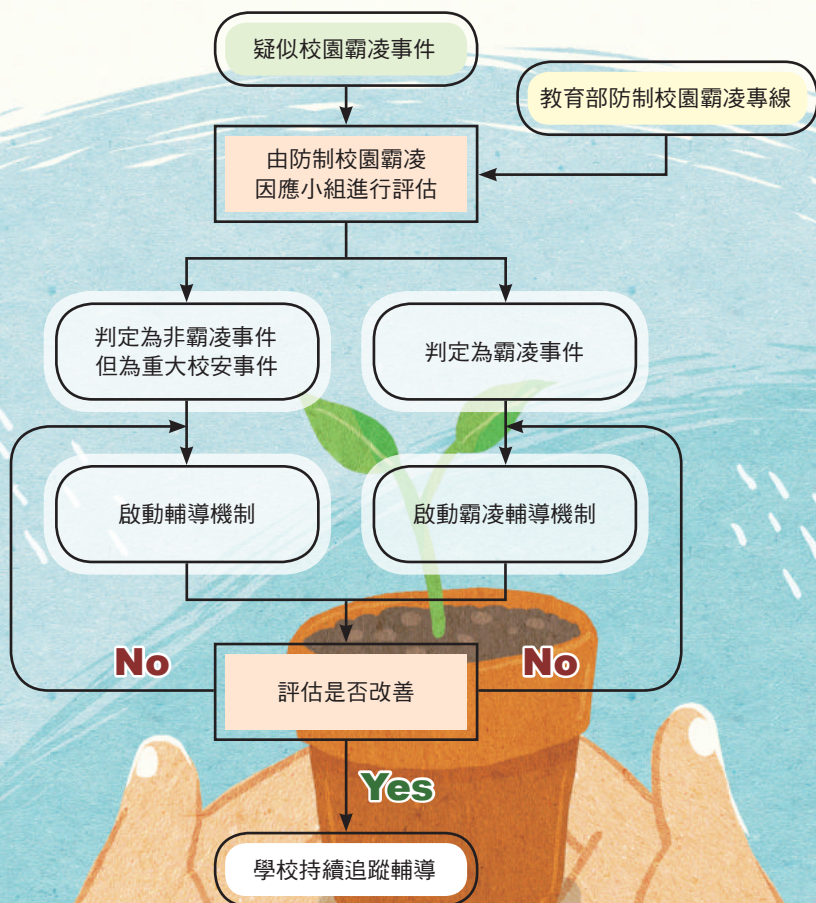 疑似校園霸凌事件
教育部防制校園霸凌專線
由防制校園霸凌
因應小組進行評估
判定為非霸凌事件
但為重大校安事件
判定為霸凌事件
啟動輔導機制
啟動霸凌輔導機制
No
No
評估是否改善
Yes
學校持續追蹤輔導